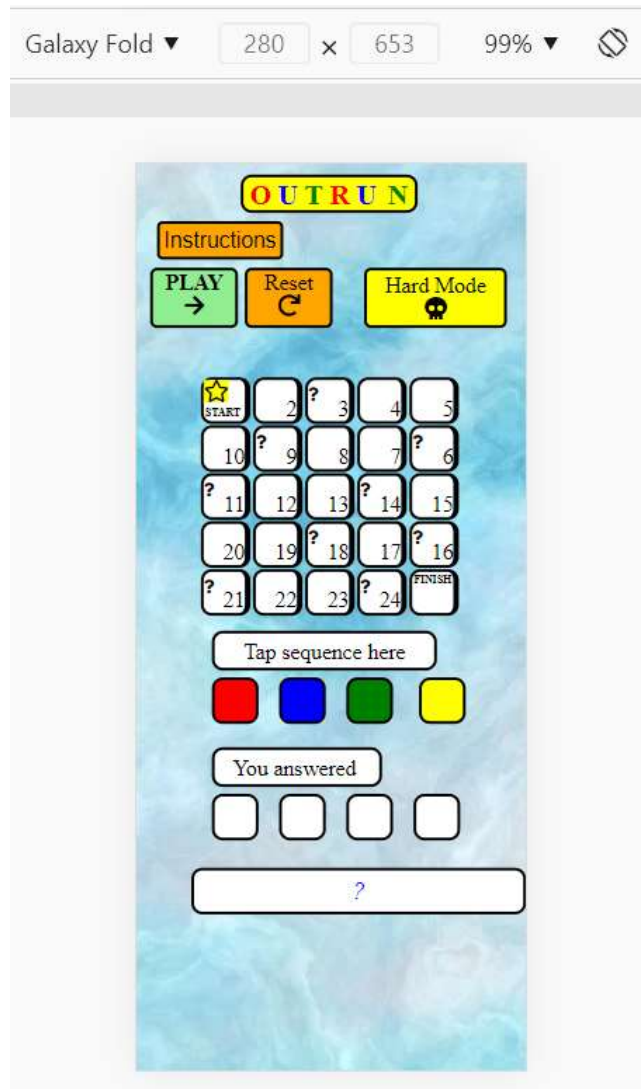 Galaxy Fold ▼ 280 × 653 99% ▼
O U T R U N
Instructions
PLAY Reset Hard Mode
START 2 ? 3 4 5
10 ? 9 8 7 ? 6
? 11 12 13 ? 14 15
20 19 ? 18 17 ? 16
? 21 22 23 ? 24 FINISH
Tap sequence here
You answered
?